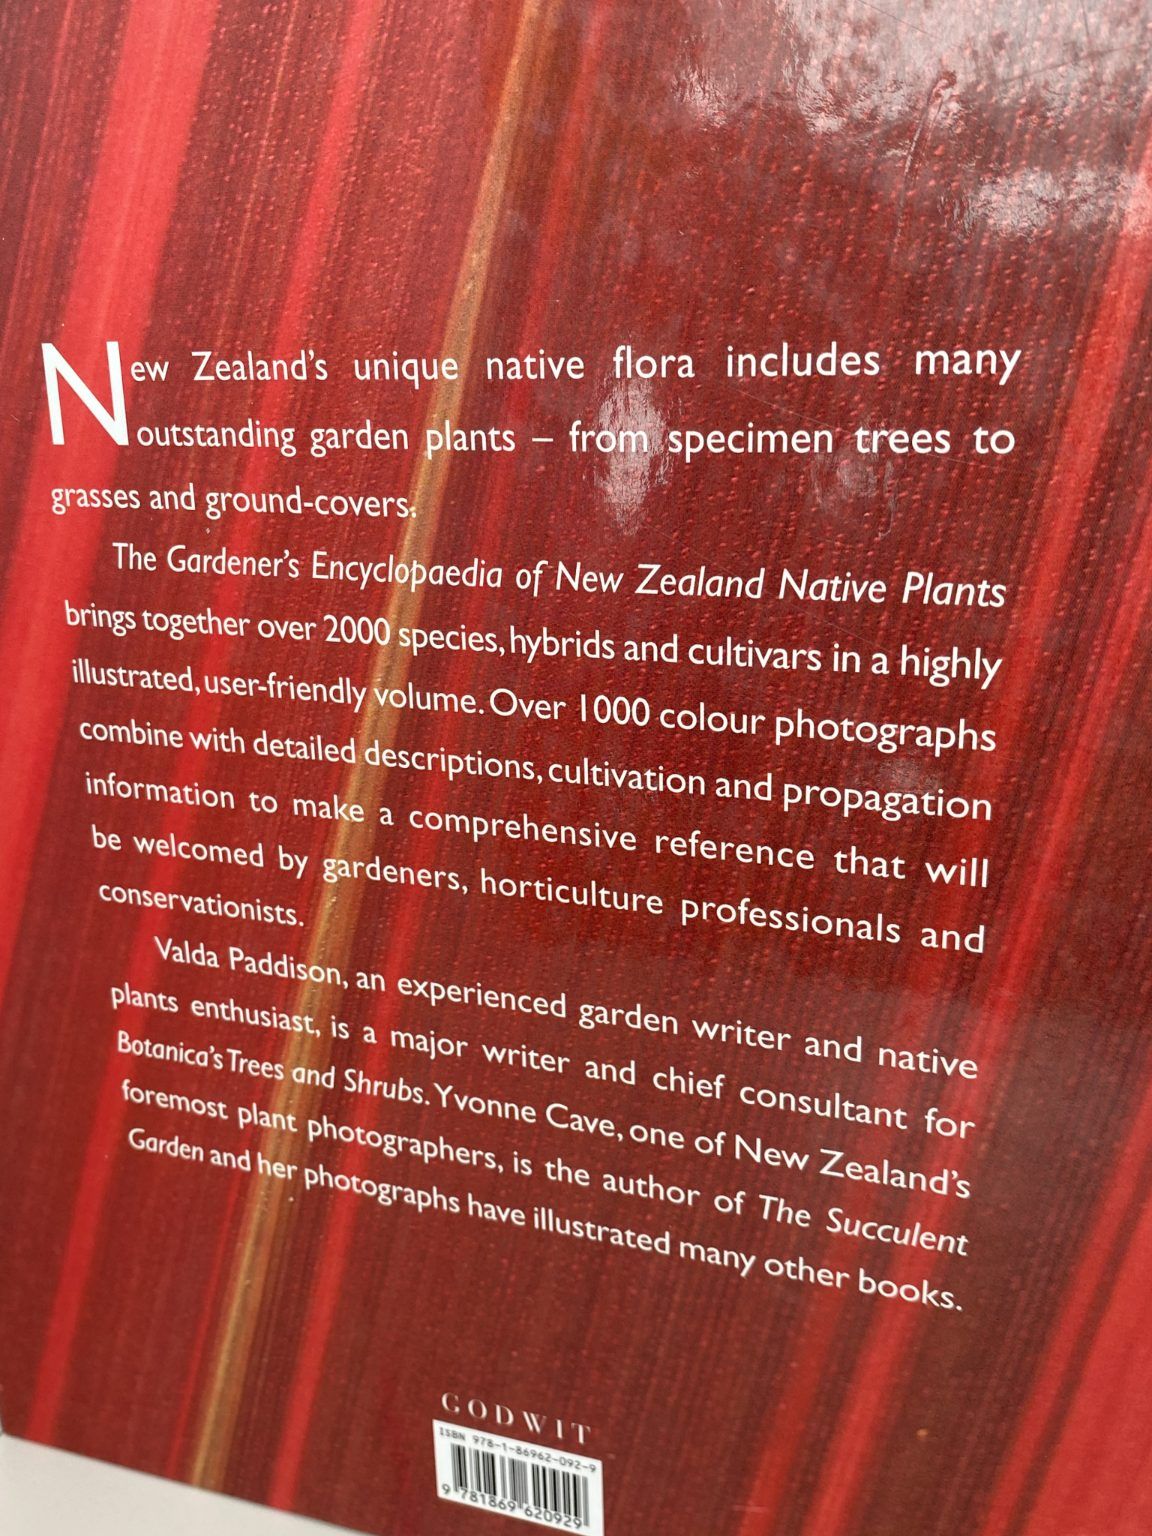 New Zealand's unique native flora includes many
outstanding garden plants – from specimen trees to
grasses and ground-covers.
The Gardener's Encyclopaedia of New Zealand Native Plants
brings together over 2000 species, hybrids and cultivars in a highly
illustrated, user-friendly volume. Over 1000 colour photographs
combine with detailed descriptions, cultivation and propagation
information to make a comprehensive reference that will
be welcomed by gardeners, horticulture professionals and
conservationists.
Valda Paddison, an experienced garden writer and native
plants enthusiast, is a major writer and chief consultant for
Botanica's Trees and Shrubs. Yvonne Cave, one of New Zealand's
foremost plant photographers, is the author of The Succulent
Garden and her photographs have illustrated many other books.
GODWIT
ISBN 978-1-86962-092-9
9 781869 620929